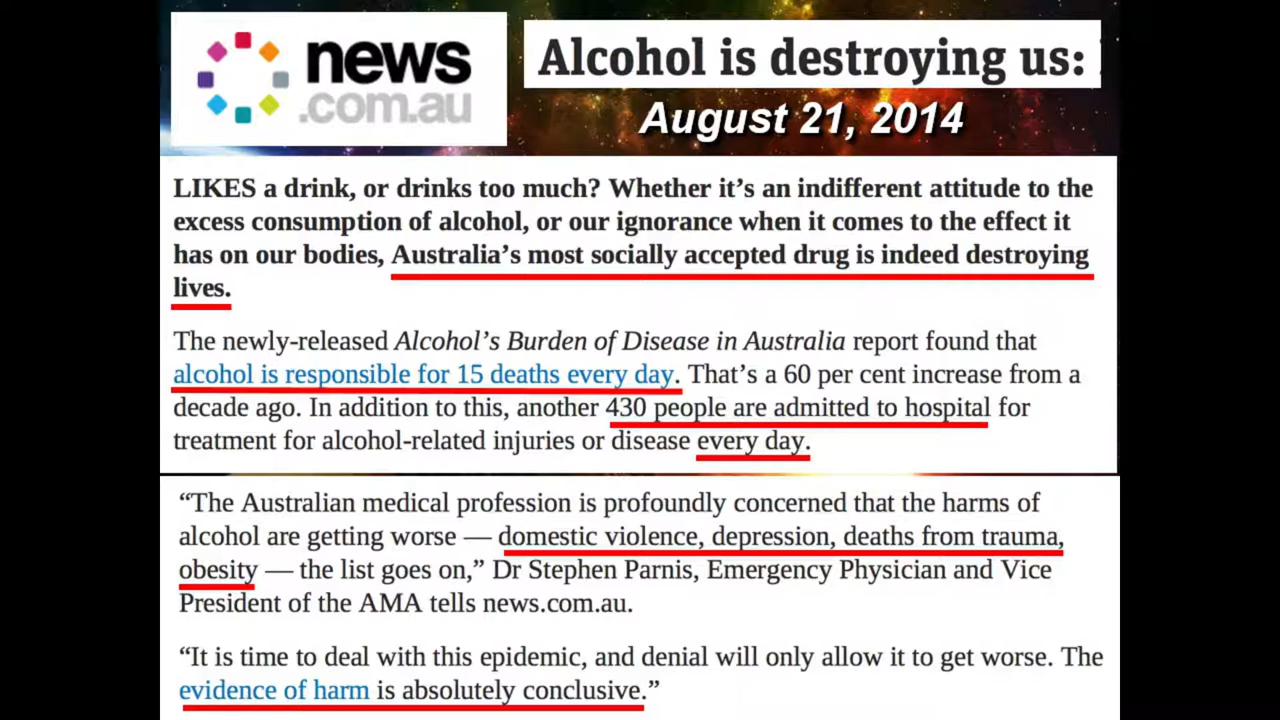 news
.com.au
Alcohol is destroying us:
August 21, 2014
LIKES a drink, or drinks too much? Whether it’s an indifferent attitude to the
excess consumption of alcohol, or our ignorance when it comes to the effect it
has on our bodies, Australia’s most socially accepted drug is indeed destroying
lives.
The newly-released Alcohol’s Burden of Disease in Australia report found that
alcohol is responsible for 15 deaths every day. That’s a 60 per cent increase from a
decade ago. In addition to this, another 430 people are admitted to hospital for
treatment for alcohol-related injuries or disease every day.
“The Australian medical profession is profoundly concerned that the harms of
alcohol are getting worse — domestic violence, depression, deaths from trauma,
obesity — the list goes on,” Dr Stephen Parnis, Emergency Physician and Vice
President of the AMA tells news.com.au.
“It is time to deal with this epidemic, and denial will only allow it to get worse. The
evidence of harm is absolutely conclusive.”